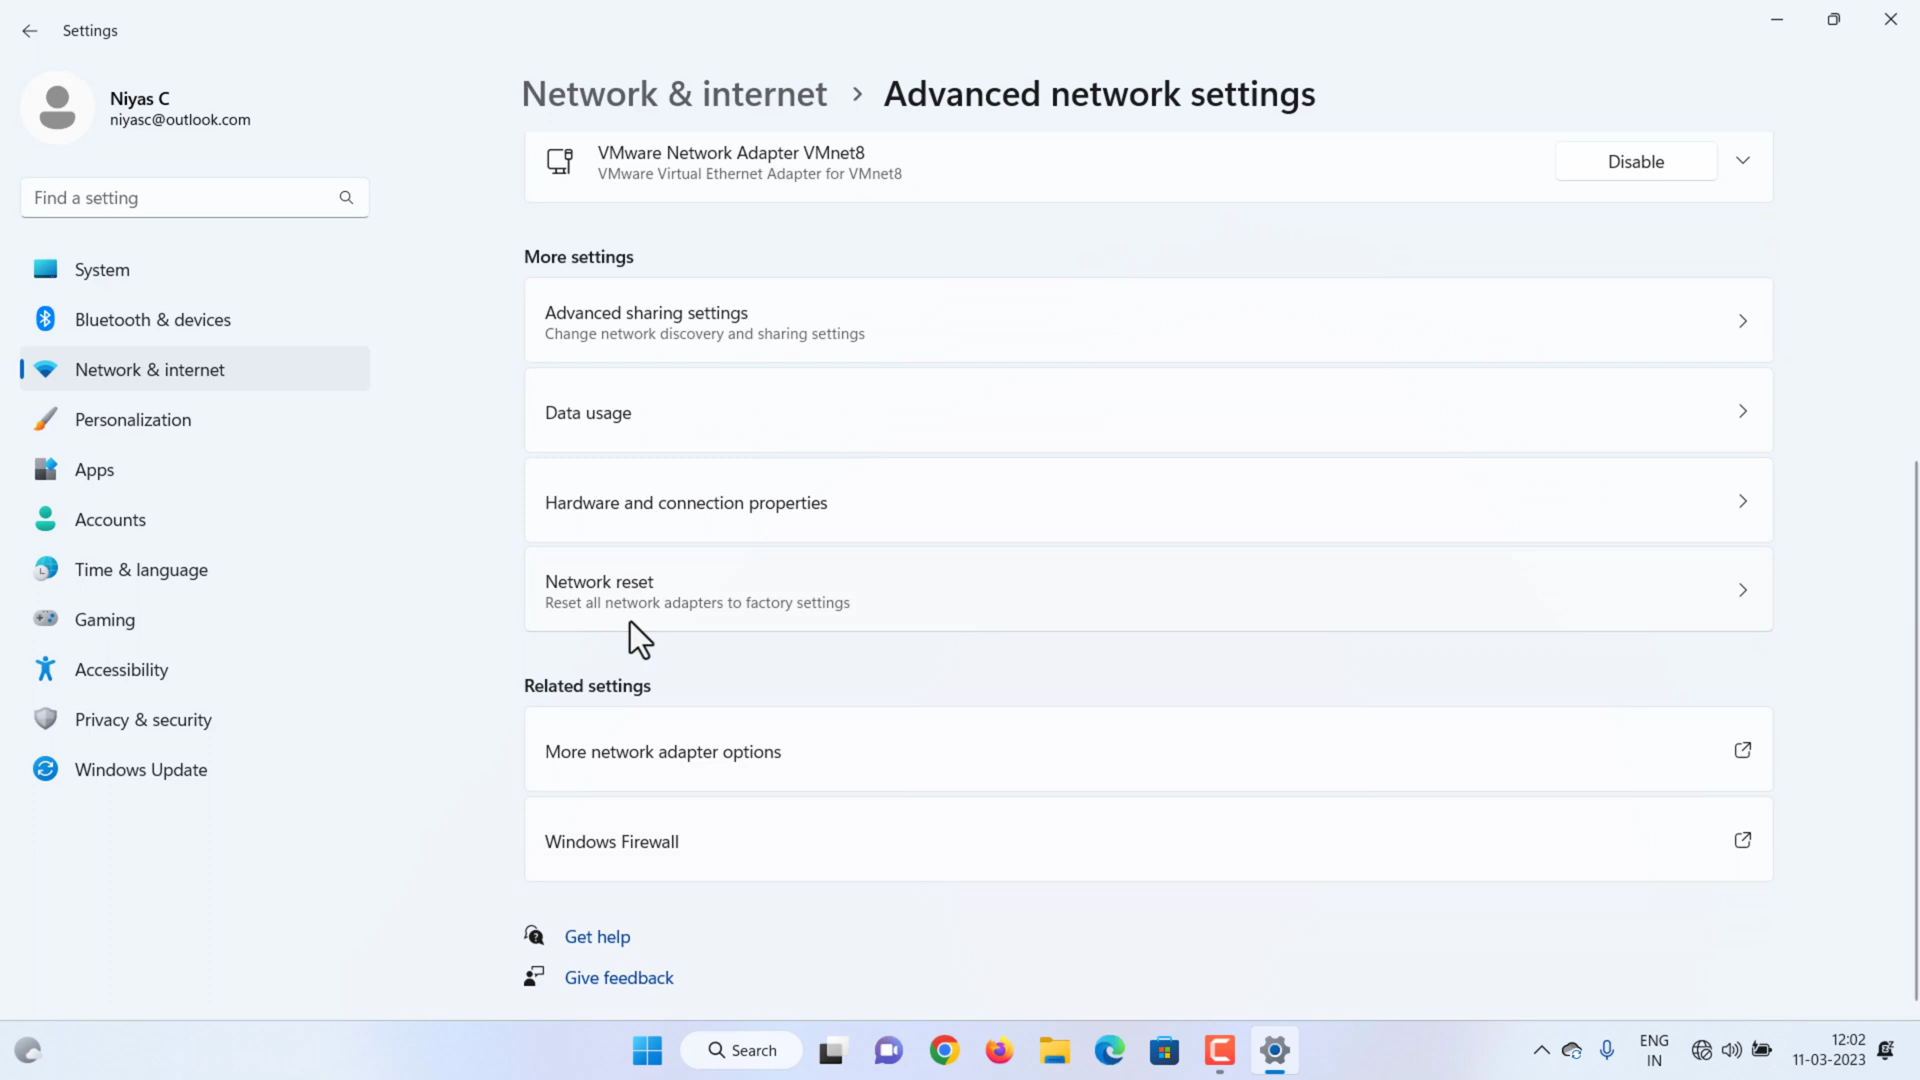 Settings
Niyas C
niyasc@outlook.com
Find a setting
System
Bluetooth & devices
Network & internet
Personalization
Apps
Accounts
Time & language
Gaming
Accessibility
Privacy & security
Windows Update
Network & internet > Advanced network settings
VMware Network Adapter VMnet8
VMware Virtual Ethernet Adapter for VMnet8
Disable
More settings
Advanced sharing settings
Change network discovery and sharing settings
Data usage
Hardware and connection properties
Network reset
Reset all network adapters to factory settings
Related settings
More network adapter options
Windows Firewall
Get help
Give feedback
Search
ENG
IN
12:02
11-03-2023